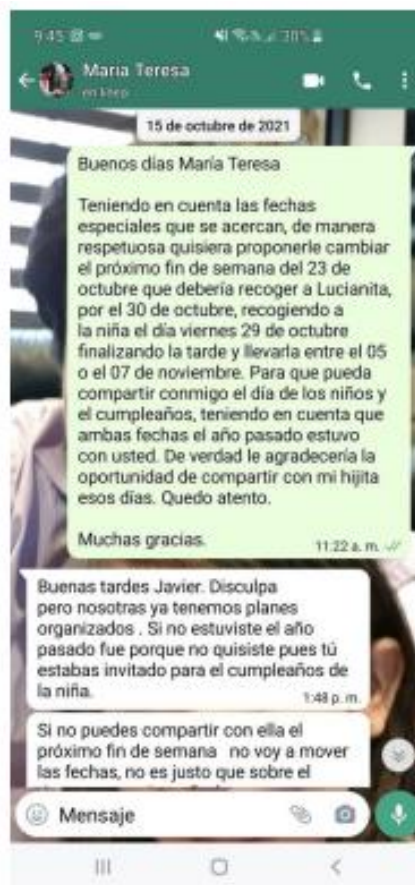 9:45
30%
María Teresa
en línea
15 de octubre de 2021
Buenos días María Teresa
Teniendo en cuenta las fechas
especiales que se acercan, de manera
respetuosa quisiera proponerle cambiar
el próximo fin de semana del 23 de
octubre que debería recoger a Lucianita,
por el 30 de octubre, recogiendo a
la niña el día viernes 29 de octubre
finalizando la tarde y llevarla entre el 05
o el 07 de noviembre. Para que pueda
compartir conmigo el día de los niños y
el cumpleaños, teniendo en cuenta que
ambas fechas el año pasado estuvo
con usted. De verdad le agradecería la
oportunidad de compartir con mi hijita
esos días. Quedo atento.
Muchas gracias.
11:22 a. m.
Buenas tardes Javier. Disculpa
pero nosotras ya tenemos planes
organizados . Si no estuviste el año
pasado fue porque no quisiste pues tú
estabas invitado para el cumpleaños de
la niña.
1:48 p. m.
Si no puedes compartir con ella el
próximo fin de semana no voy a mover
las fechas, no es justo que sobre el
Mensaje